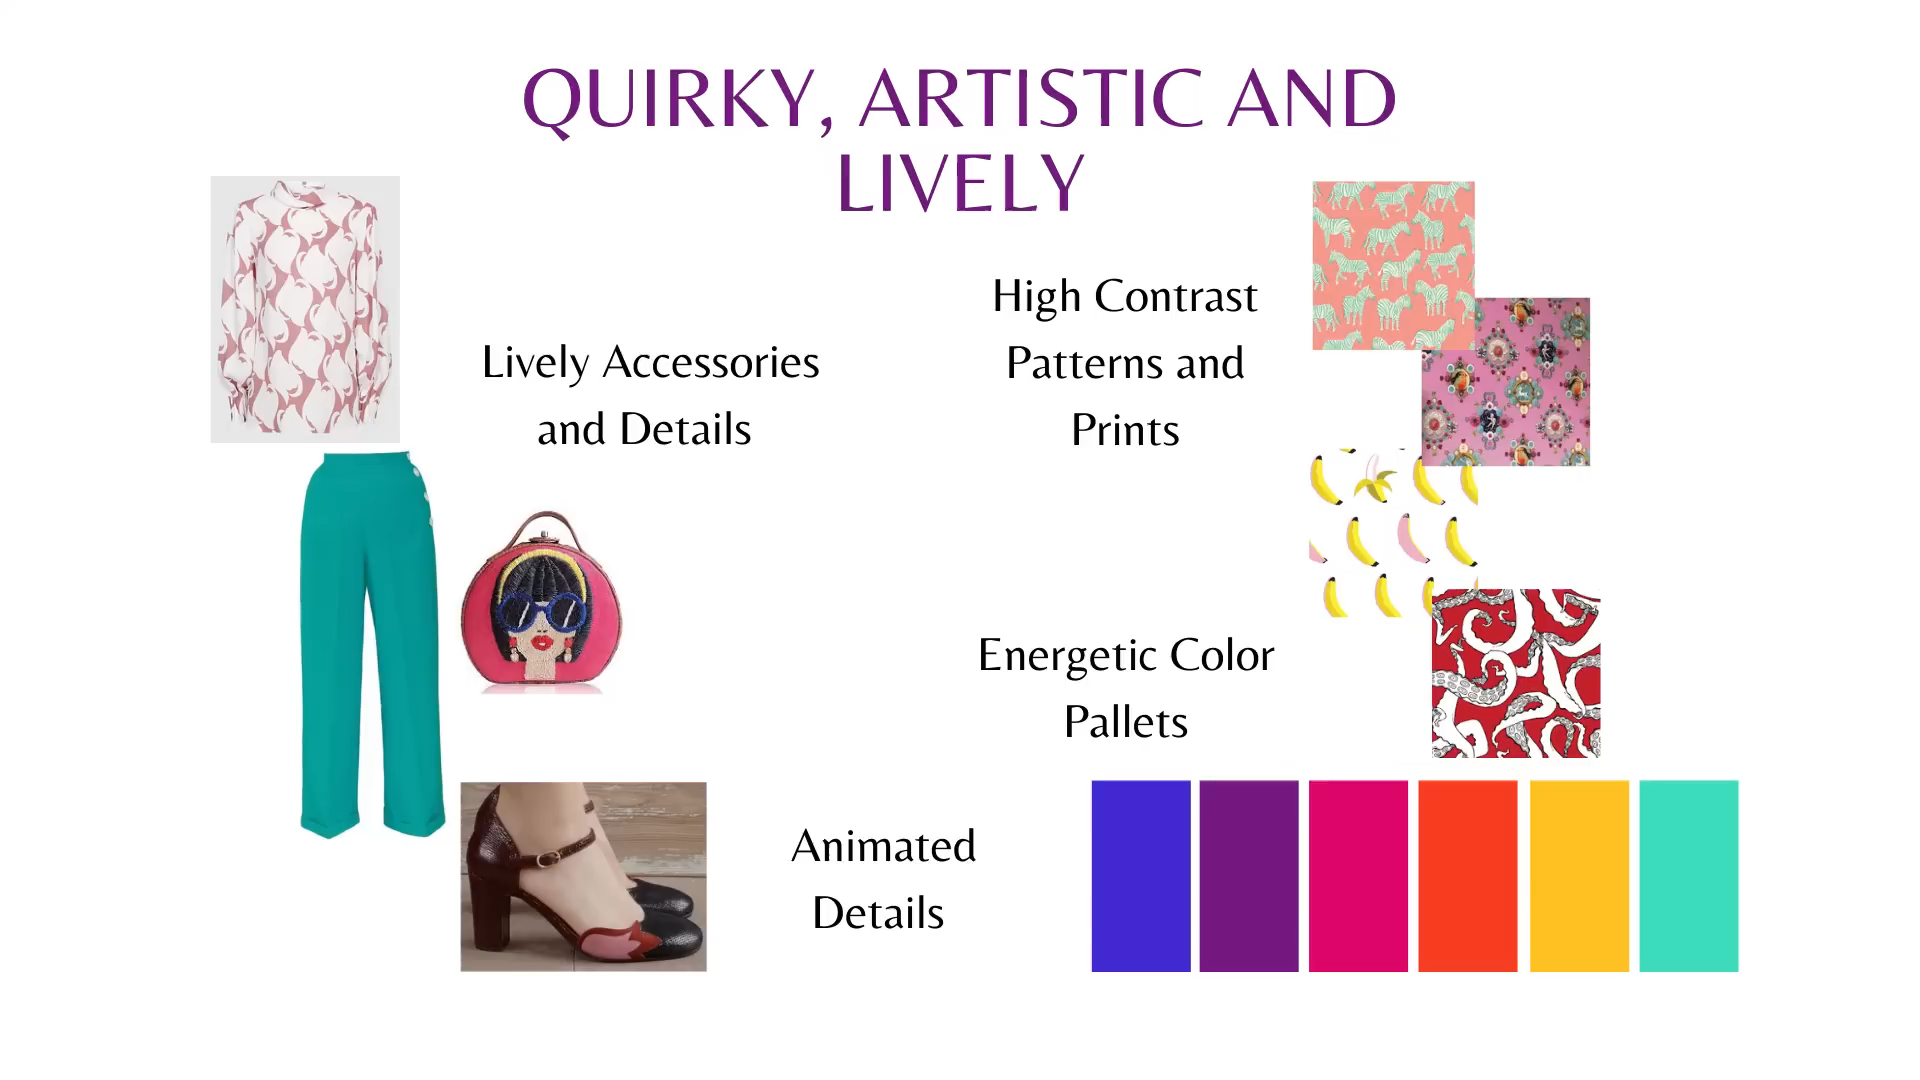 QUIRKY, ARTISTIC AND
LIVELY
Lively Accessories
and Details
High Contrast
Patterns and
Prints
Energetic Color
Pallets
Animated
Details